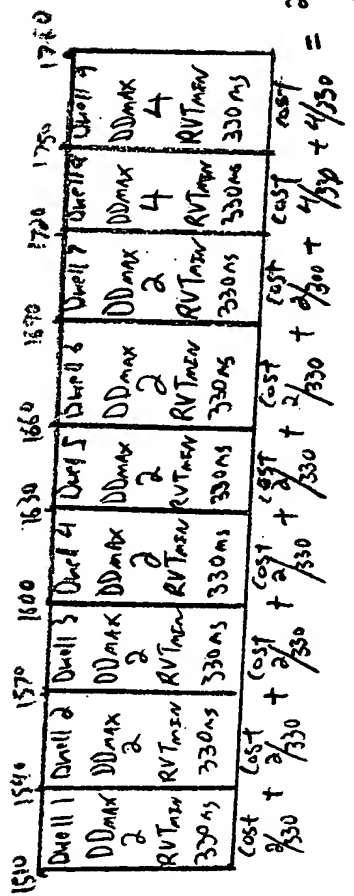 1510 1540 1570 1600 1630 1660 1690 1720 1750 1780
Dwell 1 Dwell 2 Dwell 3 Dwell 4 Dwell 5 Dwell 6 Dwell 7 Dwell 8 Dwell 9
DDMAX DDMAX DDMAX DDMAX DDMAX DDMAX DDMAX DDMAX DDMAX
2 2 2 2 2 2 2 4 4
RVTMIN RVTMIN RVTMIN RVTMIN RVTMIN RVTMIN RVTMIN RVTMIN RVTMIN
330ms 330ms 330ms 330ms 330ms 330ms 330ms 330ms 330ms
Cost Cost Cost Cost Cost Cost Cost Cost Cost
2/330 + 2/330 + 2/330 + 2/330 + 2/330 + 2/330 + 2/300 + 4/330 + 4/330 =